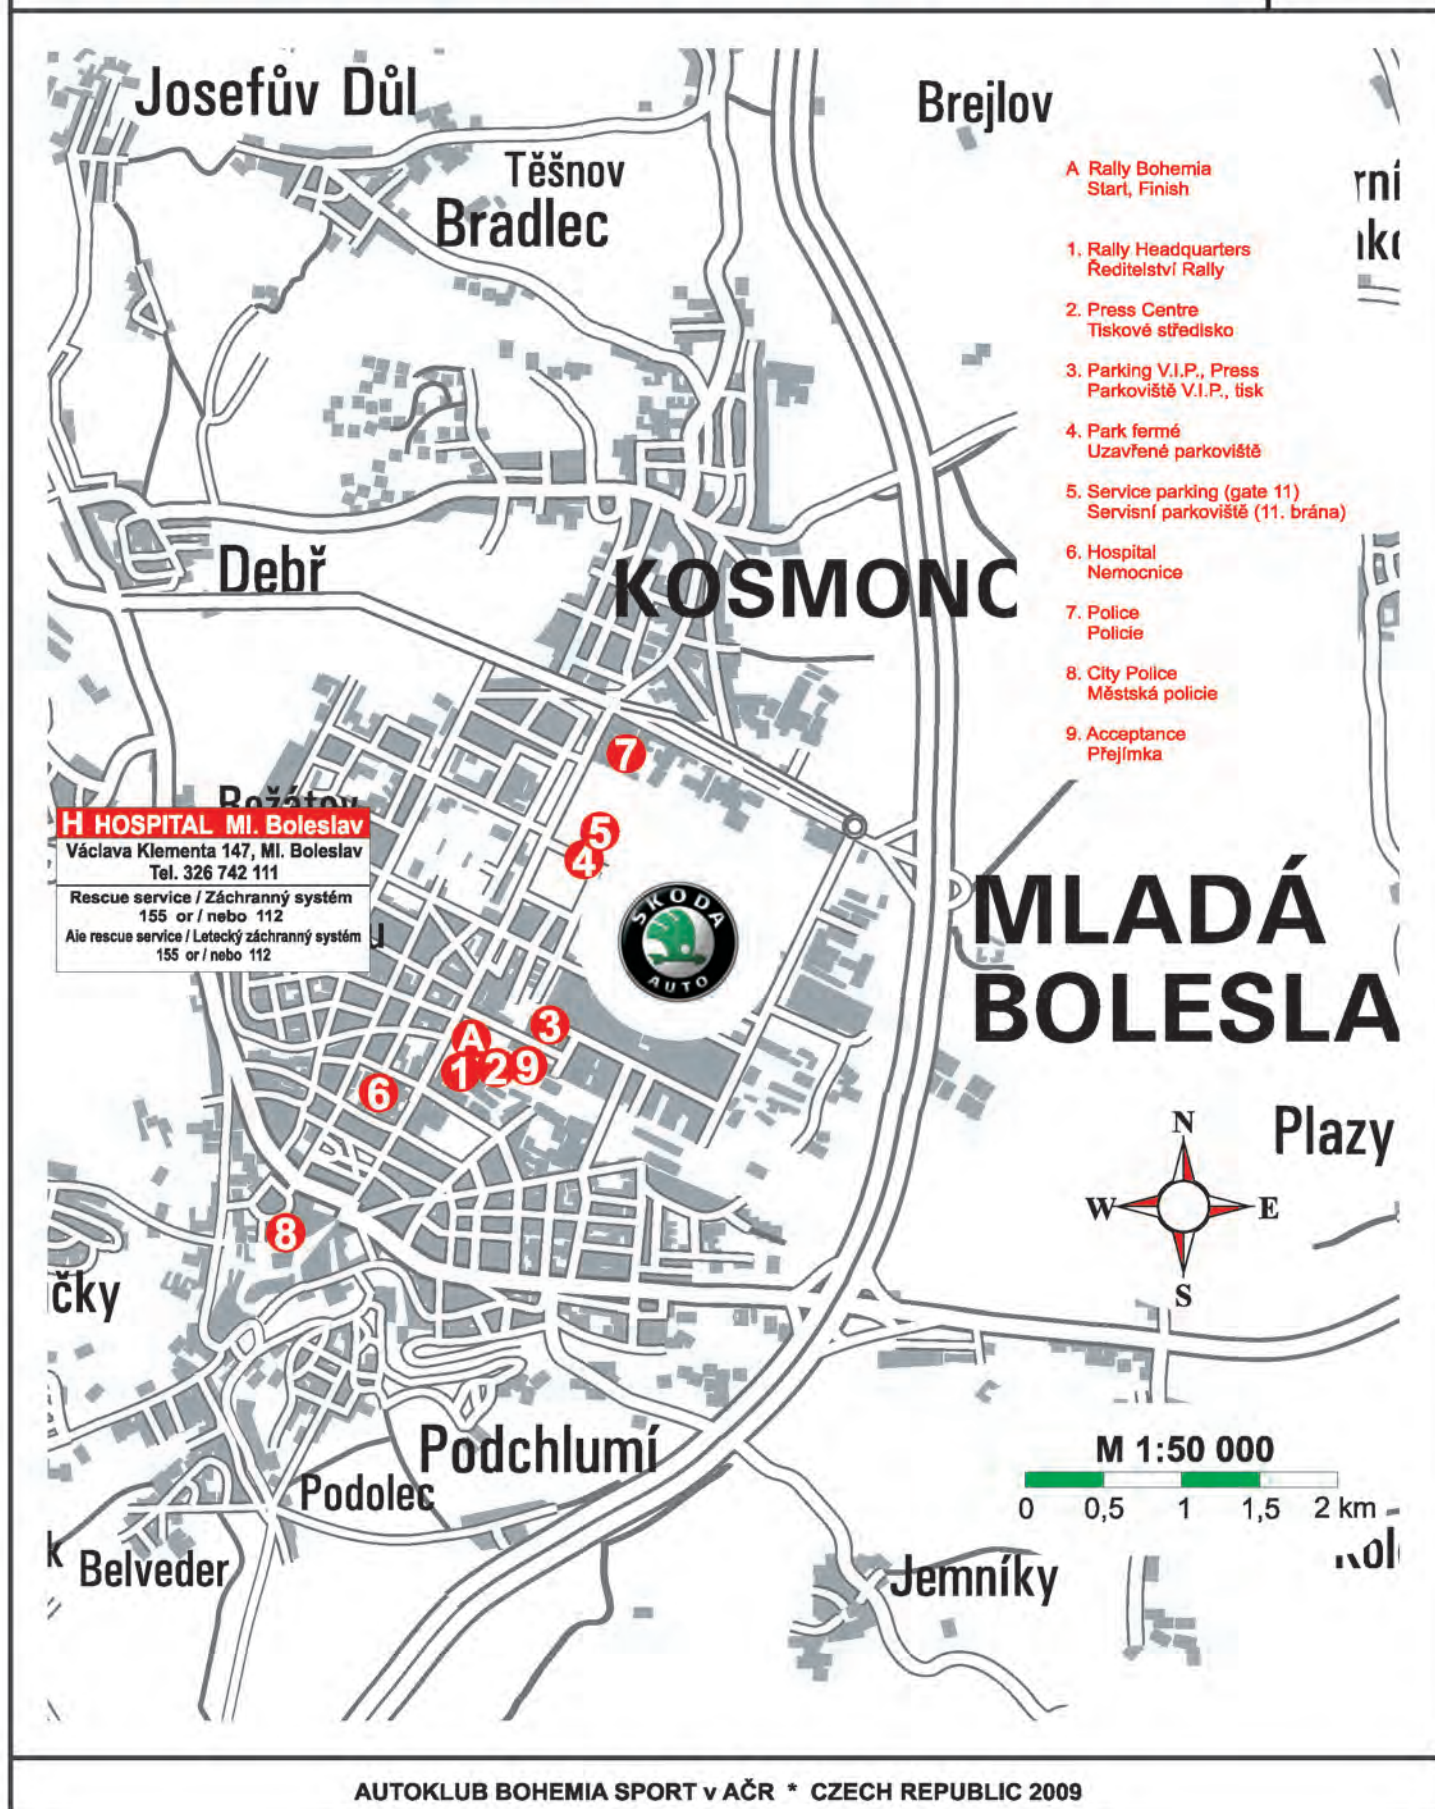 Josefův Důl
Těšnov
Bradlec
Brejlov
A Rally Bohemia
Start, Finish
1. Rally Headquarters
Ředitelství Rally
2. Press Centre
Tiskové středisko
3. Parking V.I.P., Press
Parkoviště V.I.P., tisk
4. Park fermé
Uzavřené parkoviště
5. Service parking (gate 11)
Servisní parkoviště (11. brána)
6. Hospital
Nemocnice
7. Police
Policie
8. City Police
Městská policie
9. Acceptance
Přejímka
rní
Debř
KOSMONO
7
5
4
H HOSPITAL Ml. Boleslav
Václava Klementa 147, Ml. Boleslav
Tel. 326 742 111
Rescue service / Záchranný systém
155 or / nebo 112
Aie rescue service / Letecký záchranný systém
155 or / nebo 112
u
ŠKODA
AUTO
MLADÁ
BOLESLA
3
A
1 2 9
6
8
Plazy
N
W E
S
čky
Podchlumí
Podolec
k Belveder
M 1:50 000
0 0,5 1 1,5 2 km
Jemníky
AUTOKLUB BOHEMIA SPORT v AČR * CZECH REPUBLIC 2009